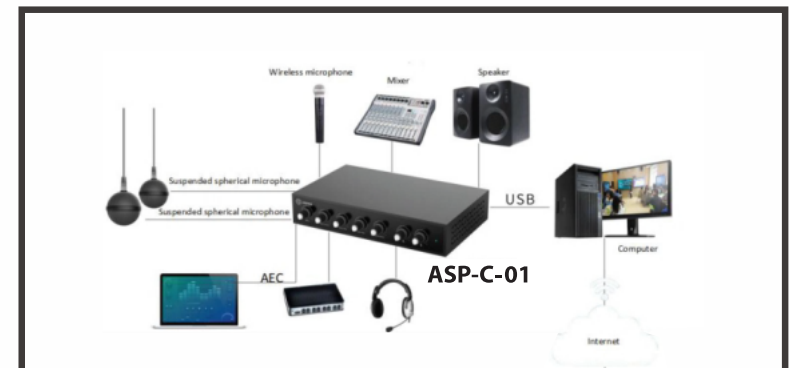 Wireless microphone
Mixer
Speaker
Suspended spherical microphone
Suspended spherical microphone
USB
Computer
AEC
ASP-C-01
Internet